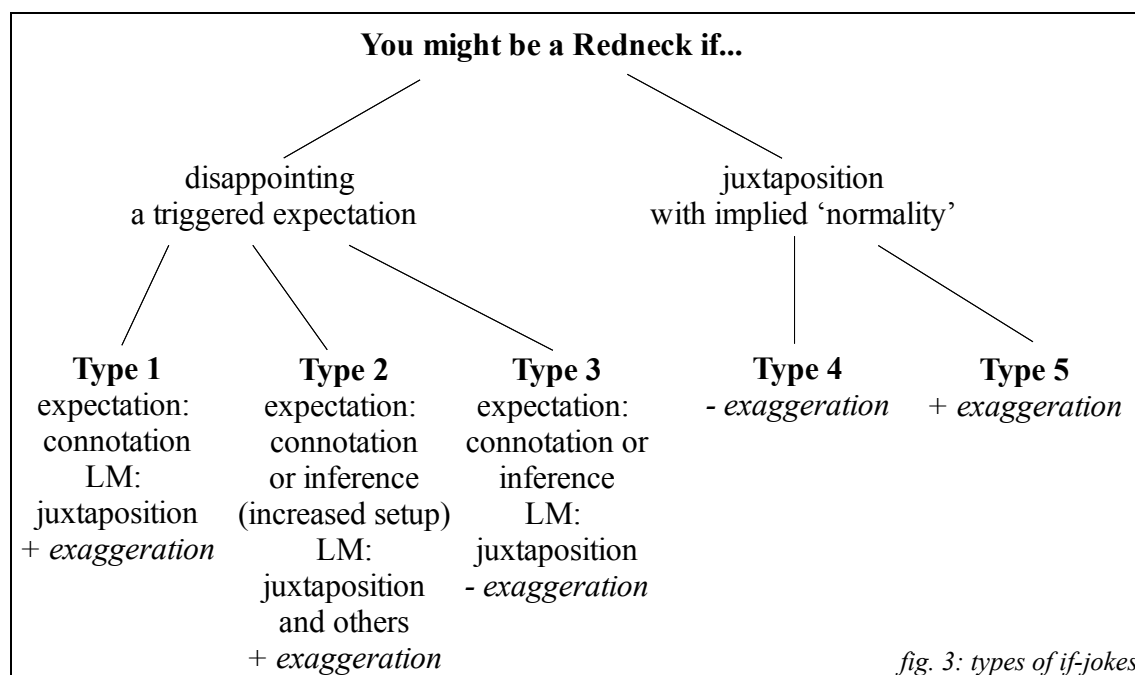 You might be a Redneck if...
disappointing
a triggered expectation
juxtaposition
with implied ‘normality’
Type 1
expectation:
connotation
LM:
juxtaposition
+ exaggeration
Type 2
expectation:
connotation
or inference
(increased setup)
LM:
juxtaposition
and others
+ exaggeration
Type 3
expectation:
connotation or
inference
LM:
juxtaposition
- exaggeration
Type 4
- exaggeration
Type 5
+ exaggeration
fig. 3: types of if-jokes